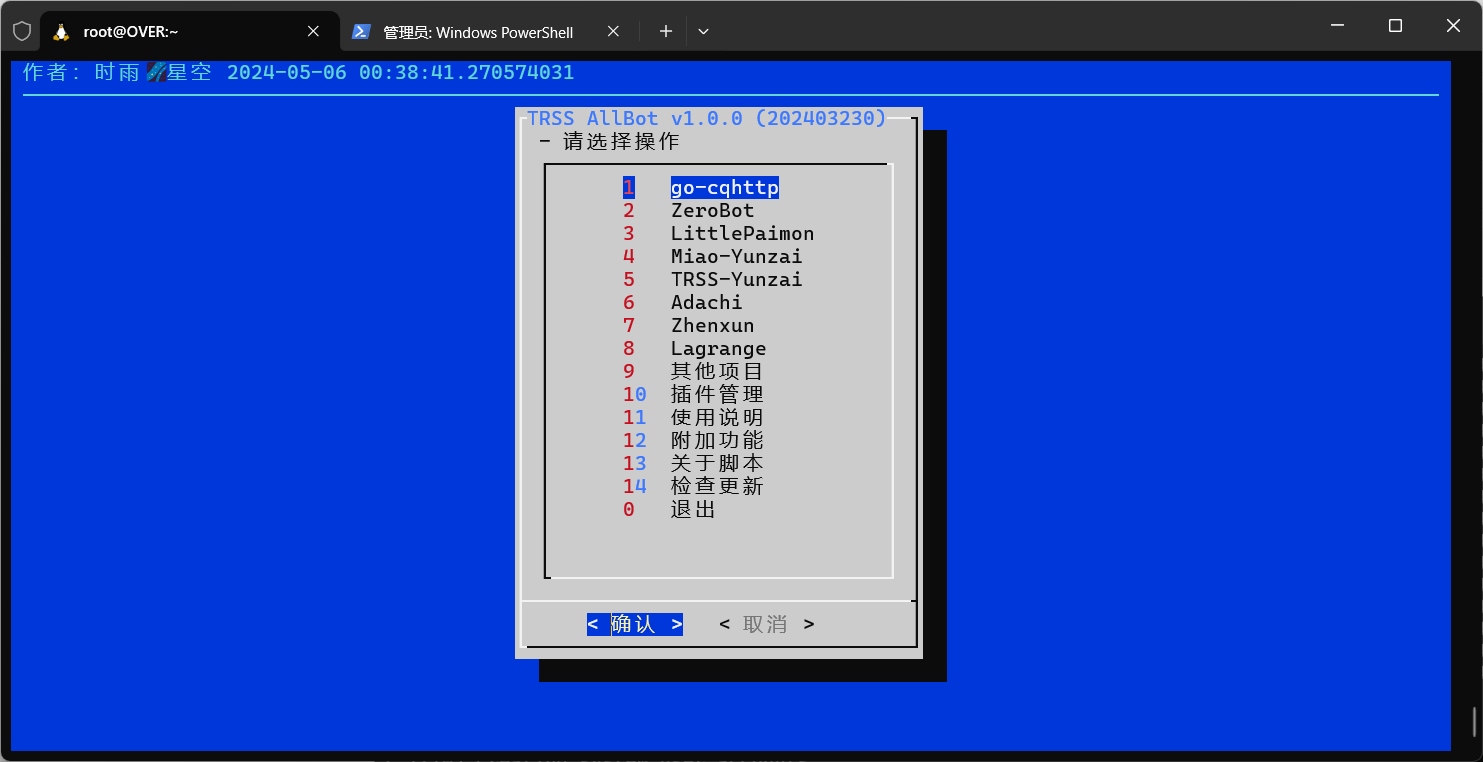 root@OVER:~ 管理员: Windows PowerShell
作者: 时雨🌌星空 2024-05-06 00:38:41.270574031
TRSS AllBot v1.0.0 (202403230)
- 请选择操作
1 go-cqhttp
2 ZeroBot
3 LittlePaimon
4 Miao-Yunzai
5 TRSS-Yunzai
6 Adachi
7 Zhenxun
8 Lagrange
9 其他项目
10 插件管理
11 使用说明
12 附加功能
13 关于脚本
14 检查更新
0 退出
< 确认 > < 取消 >